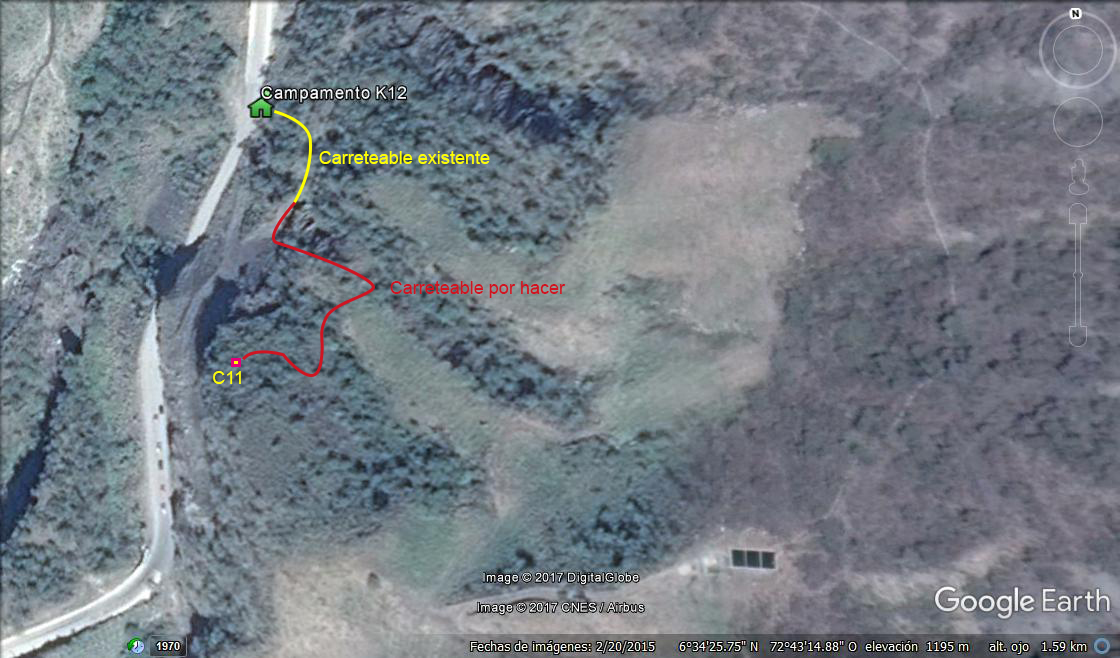 N
Campamento K12
Carreteable existente
Carreteable por hacer
C11
Image © 2017 DigitalGlobe
Image © 2017 CNES / Airbus
Google Earth
1970
Fechas de imágenes: 2/20/2015 6°34'25.75" N 72°43'14.88" O elevación 1195 m alt. ojo 1.59 km